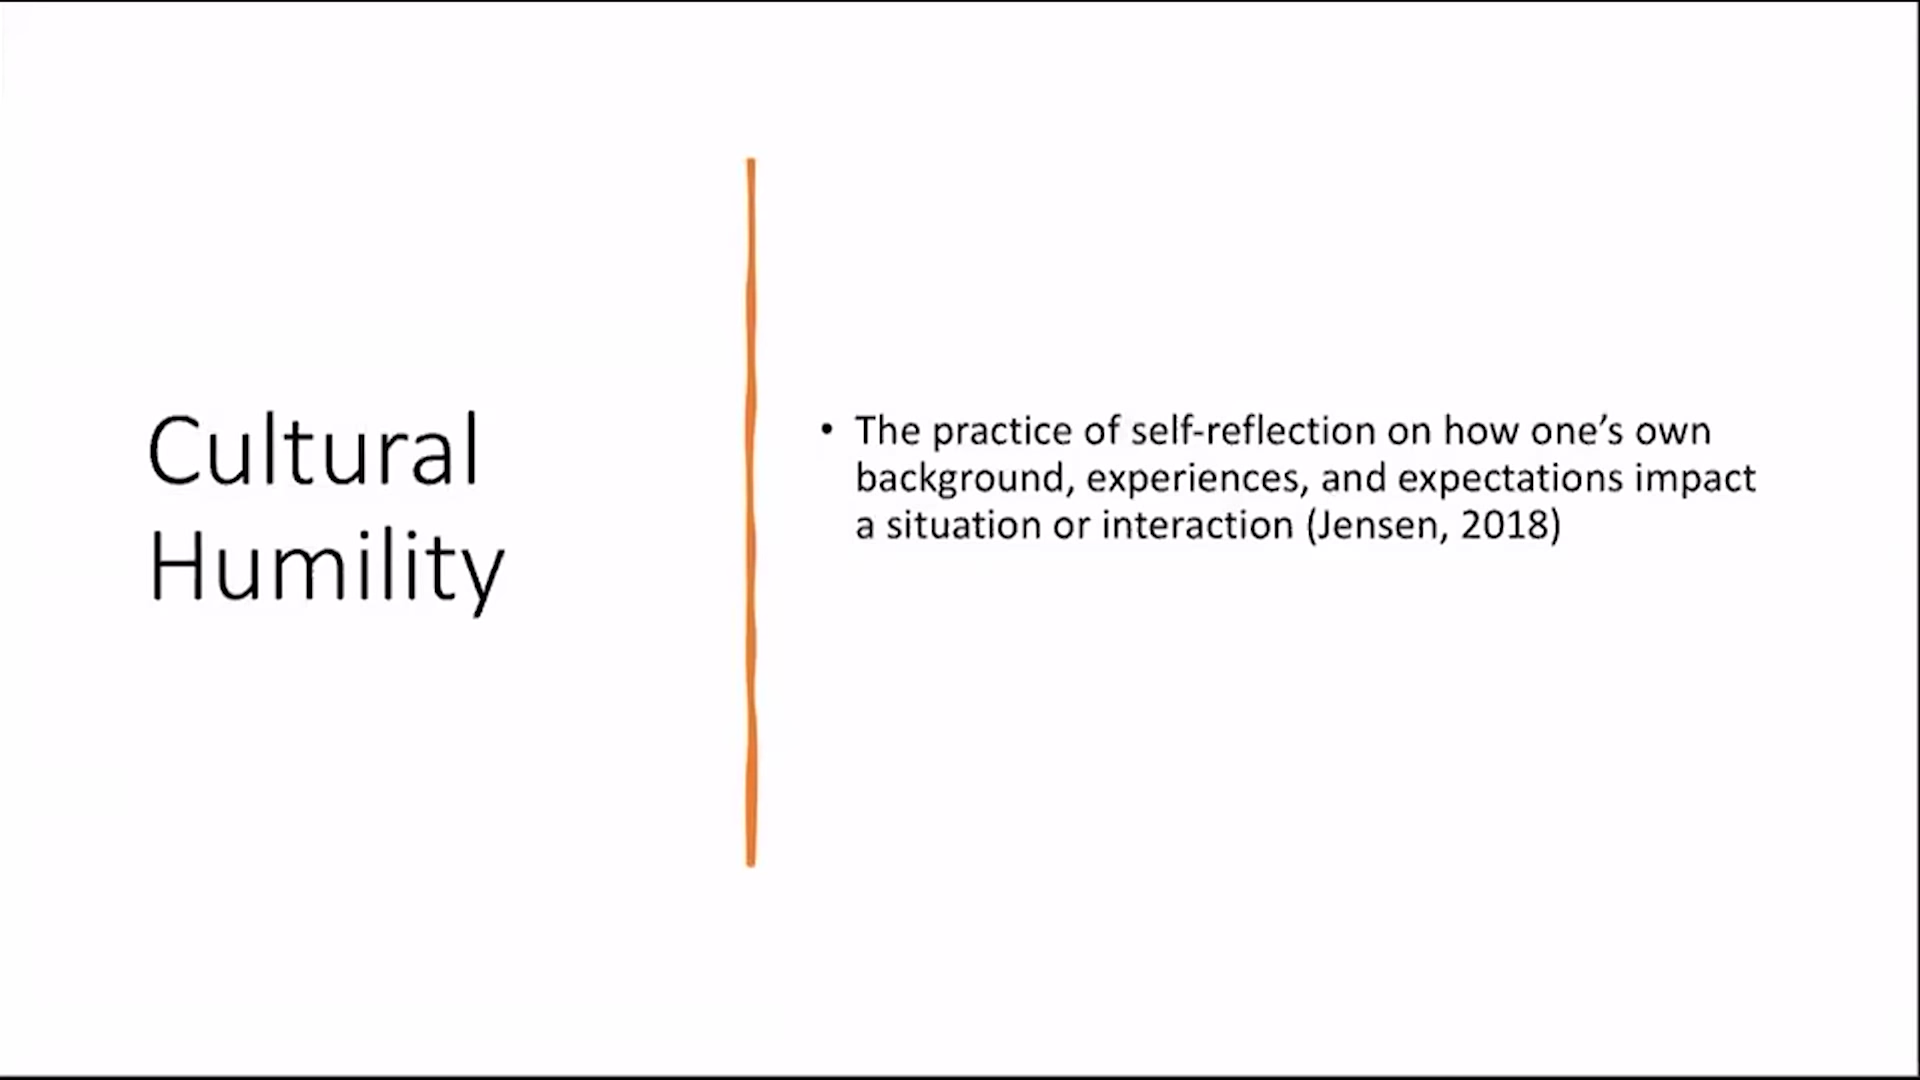 Cultural
Humility
• The practice of self-reflection on how one’s own
background, experiences, and expectations impact
a situation or interaction (Jensen, 2018)